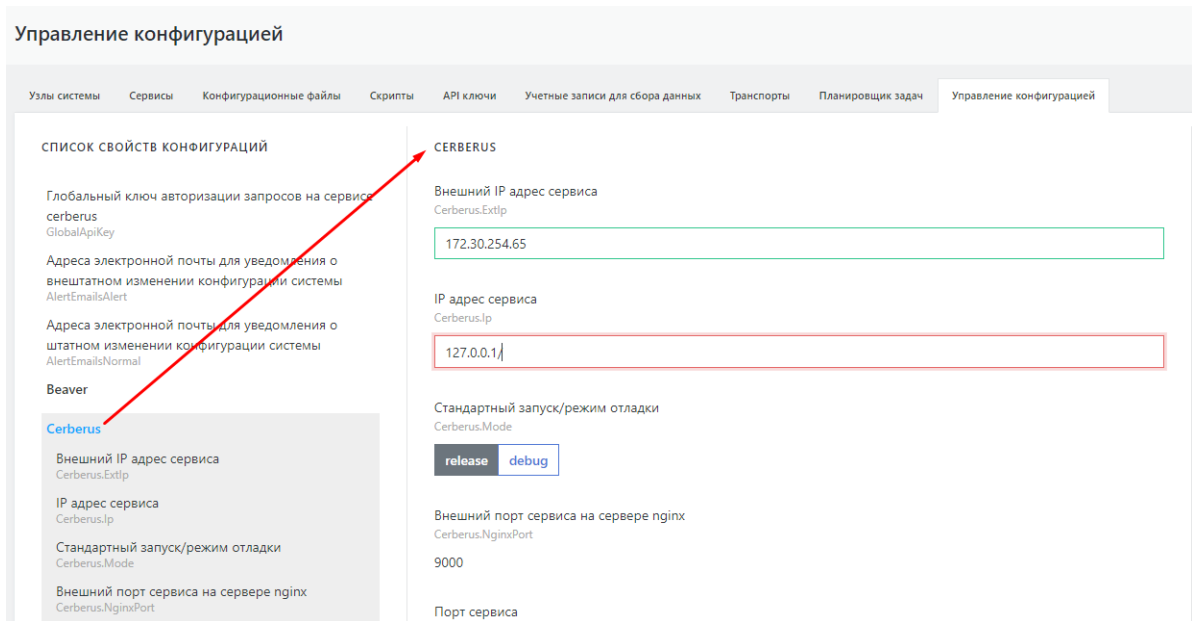 Управление конфигурацией
Узлы системы Сервисы Конфигурационные файлы Скрипты API ключи Учетные записи для сбора данных Транспорты Планировщик задач Управление конфигурацией
СПИСОК СВОЙСТВ КОНФИГУРАЦИЙ
Глобальный ключ авторизации запросов на сервисе
cerberus
GlobalApiKey
Адреса электронной почты для уведомления о
внештатном изменении конфигурации системы
AlertEmailsAlert
Адреса электронной почты для уведомления о
штатном изменении конфигурации системы
AlertEmailsNormal
Beaver
Cerberus
Внешний IP адрес сервиса
Cerberus.ExtIp
IP адрес сервиса
Cerberus.Ip
Стандартный запуск/режим отладки
Cerberus.Mode
Внешний порт сервиса на сервере nginx
Cerberus.NginxPort
CERBERUS
Внешний IP адрес сервиса
Cerberus.ExtIp
172.30.254.65
IP адрес сервиса
Cerberus.Ip
127.0.0.1/
Стандартный запуск/режим отладки
Cerberus.Mode
release debug
Внешний порт сервиса на сервере nginx
Cerberus.NginxPort
9000
Порт сервиса